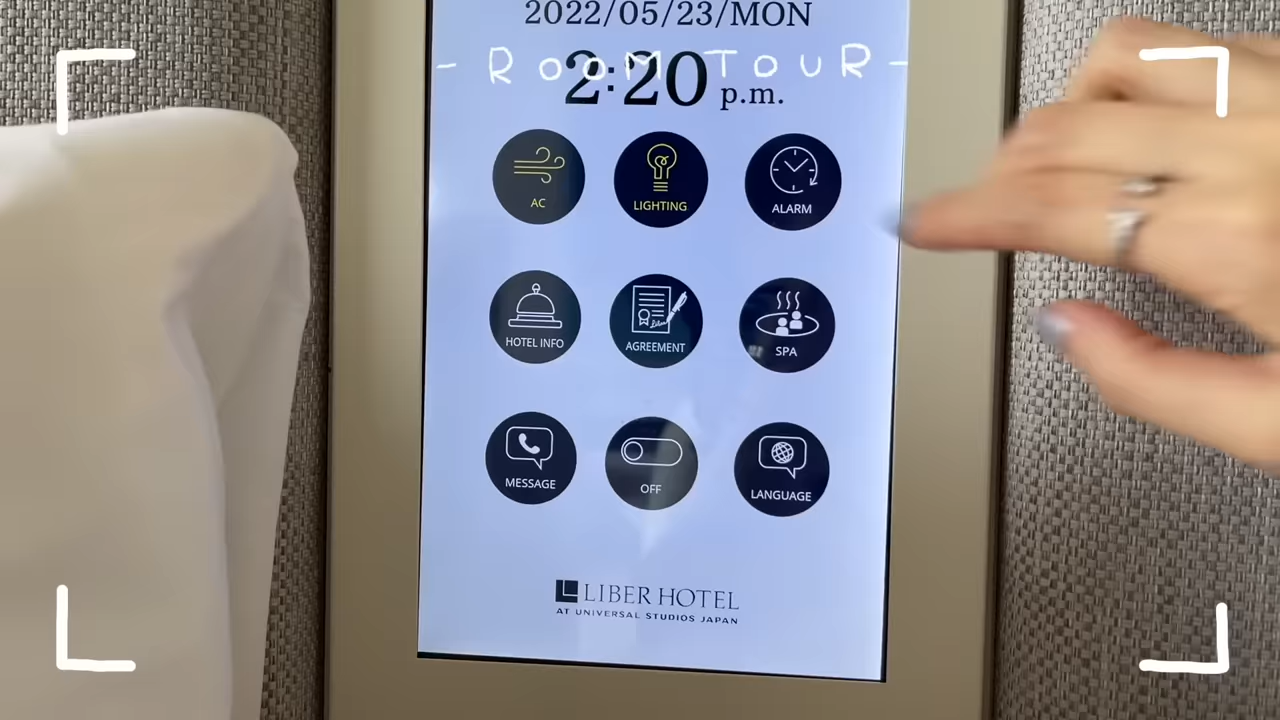 2022/05/23/MON
- ROOM TOUR -
2:20 p.m.
AC
LIGHTING
ALARM
HOTEL INFO
AGREEMENT
SPA
MESSAGE
OFF
LANGUAGE
LIBER HOTEL
AT UNIVERSAL STUDIOS JAPAN